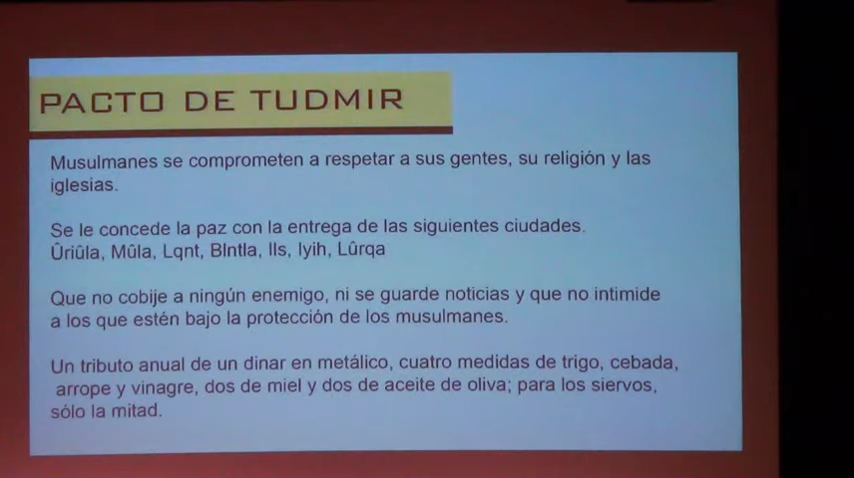 PACTO DE TUDMIR
Musulmanes se comprometen a respetar a sus gentes, su religión y las
iglesias.
Se le concede la paz con la entrega de las siguientes ciudades.
Ûriûla, Mûla, Lqnt, Blntla, Ils, Iyih, Lûrqa
Que no cobije a ningún enemigo, ni se guarde noticias y que no intimide
a los que estén bajo la protección de los musulmanes.
Un tributo anual de un dinar en metálico, cuatro medidas de trigo, cebada,
arrope y vinagre, dos de miel y dos de aceite de oliva; para los siervos,
sólo la mitad.